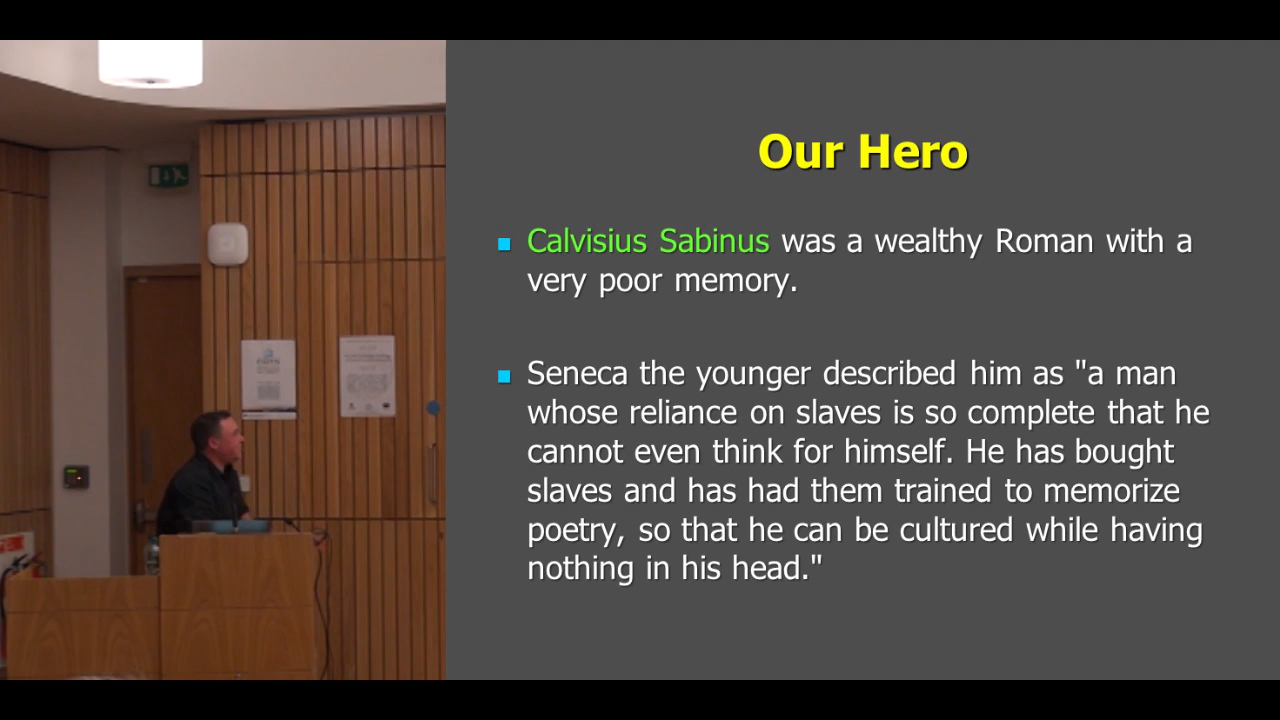 Our Hero
Calvisius Sabinus was a wealthy Roman with a
very poor memory.
Seneca the younger described him as "a man
whose reliance on slaves is so complete that he
cannot even think for himself. He has bought
slaves and has had them trained to memorize
poetry, so that he can be cultured while having
nothing in his head."